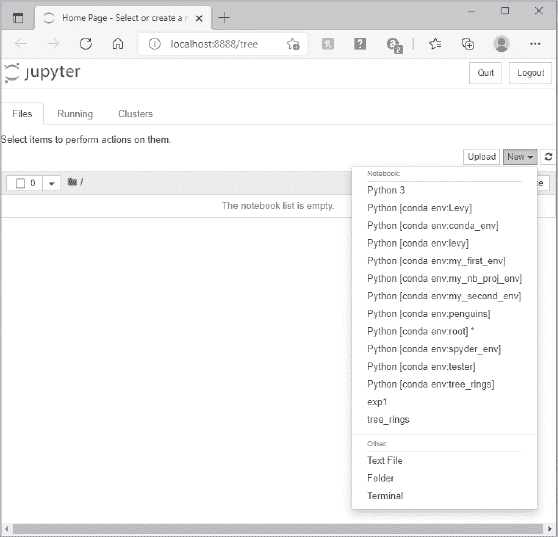 Home Page - Select or create a n
localhost:8888/tree
2
jupyter
Quit
Logout
Files
Running
Clusters
Select items to perform actions on them.
Upload
New
0
/
The notebook list is empty.
Notebook:
Python 3
Python [conda env:Levy]
Python [conda env:conda_env]
Python [conda env:levy]
Python [conda env:my_first_env]
Python [conda env:my_nb_proj_env]
Python [conda env:my_second_env]
Python [conda env:penguins]
Python [conda env:root] *
Python [conda env:spyder_env]
Python [conda env:tester]
Python [conda env:tree_rings]
exp1
tree_rings
Other:
Text File
Folder
Terminal